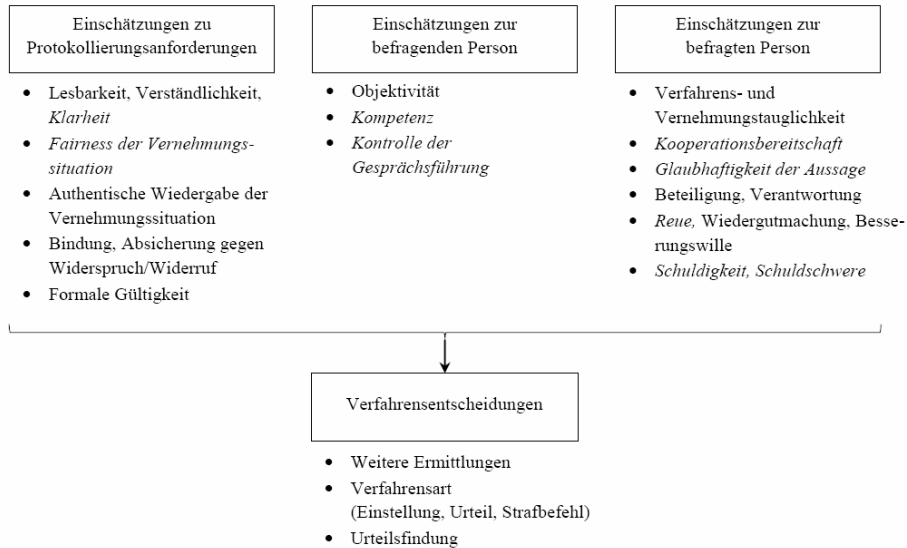 Einschätzungen zu
Protokollierungsanforderungen
• Lesbarkeit, Verständlichkeit,
Klarheit
• Fairness der Vernehmungs-
situation
• Authentische Wiedergabe der
Vernehmungssituation
• Bindung, Absicherung gegen
Widerspruch/Widerruf
• Formale Gültigkeit
Einschätzungen zur
befragenden Person
• Objektivität
• Kompetenz
• Kontrolle der
Gesprächsführung
Einschätzungen zur
befragten Person
• Verfahrens- und
Vernehmungstauglichkeit
• Kooperationsbereitschaft
• Glaubhaftigkeit der Aussage
• Beteiligung, Verantwortung
• Reue, Wiedergutmachung, Besse-
rungswille
• Schuldigkeit, Schuldschwere
Verfahrensentscheidungen
• Weitere Ermittlungen
• Verfahrensart
(Einstellung, Urteil, Strafbefehl)
• Urteilsfindung